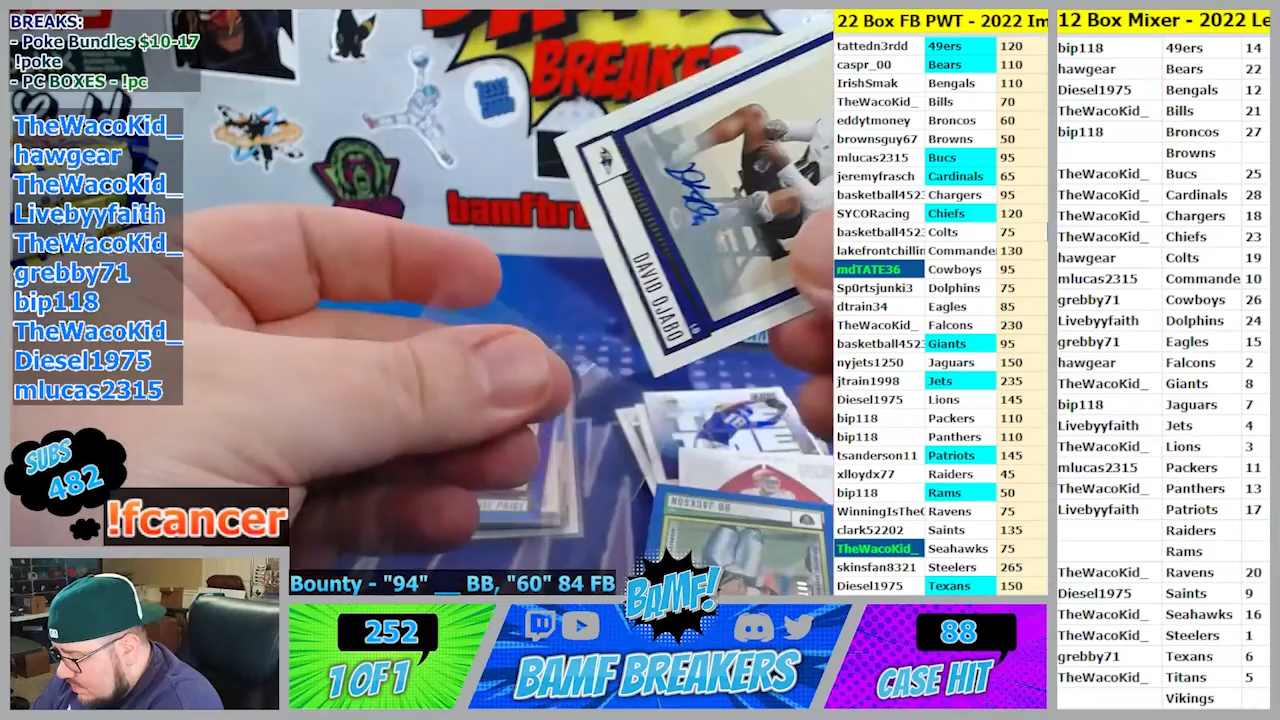 BREAKS:
- Poke Bundles $10-17
!poke
- PC BOXES - !pc
TheWacoKid_
hawgear
TheWacoKid_
Livebyyfaith
TheWacoKid_
grebby71
bip118
TheWacoKid_
Diesel1975
mlucas2315
SUBS
482
!fcancer
BREAKE
bamfbr
DAVID OJABO
LB
BO JACKSON
Bounty - "94" __ BB, "60" 84 FB
BAMF!
252
1 OF 1
BAMF BREAKERS
88
CASE HIT
22 Box FB PWT - 2022 Im
tattedn3rdd 49ers 120
caspr_00 Bears 110
IrishSmak Bengals 110
TheWacoKid_ Bills 70
eddytmoney Broncos 60
brownsguy67 Browns 50
mlucas2315 Bucs 95
jeremyfrasch Cardinals 65
basketball452 Chargers 95
SYCORacing Chiefs 120
basketball452 Colts 75
lakefrontchillin Commande 130
mdTATE36 Cowboys 95
Sp0rtsjunki3 Dolphins 75
dtrain34 Eagles 85
TheWacoKid_ Falcons 230
basketball452 Giants 95
nyjets1250 Jaguars 150
jtrain1998 Jets 235
Diesel1975 Lions 145
bip118 Packers 110
bip118 Panthers 110
tsanderson11 Patriots 145
xlloydx77 Raiders 45
bip118 Rams 50
WinningIsThe Ravens 75
clark52202 Saints 135
TheWacoKid_ Seahawks 75
skinsfan8321 Steelers 265
Diesel1975 Texans 150
12 Box Mixer - 2022 Le
bip118 49ers 14
hawgear Bears 22
Diesel1975 Bengals 12
TheWacoKid_ Bills 21
bip118 Broncos 27
Browns
TheWacoKid_ Bucs 25
TheWacoKid_ Cardinals 28
TheWacoKid_ Chargers 18
TheWacoKid_ Chiefs 23
hawgear Colts 19
mlucas2315 Commande 10
grebby71 Cowboys 26
Livebyyfaith Dolphins 24
grebby71 Eagles 15
hawgear Falcons 2
TheWacoKid_ Giants 8
bip118 Jaguars 7
Livebyyfaith Jets 4
TheWacoKid_ Lions 3
mlucas2315 Packers 11
TheWacoKid_ Panthers 13
Livebyyfaith Patriots 17
Raiders
Rams
TheWacoKid_ Ravens 20
Diesel1975 Saints 9
TheWacoKid_ Seahawks 16
TheWacoKid_ Steelers 1
grebby71 Texans 6
TheWacoKid_ Titans 5
Vikings